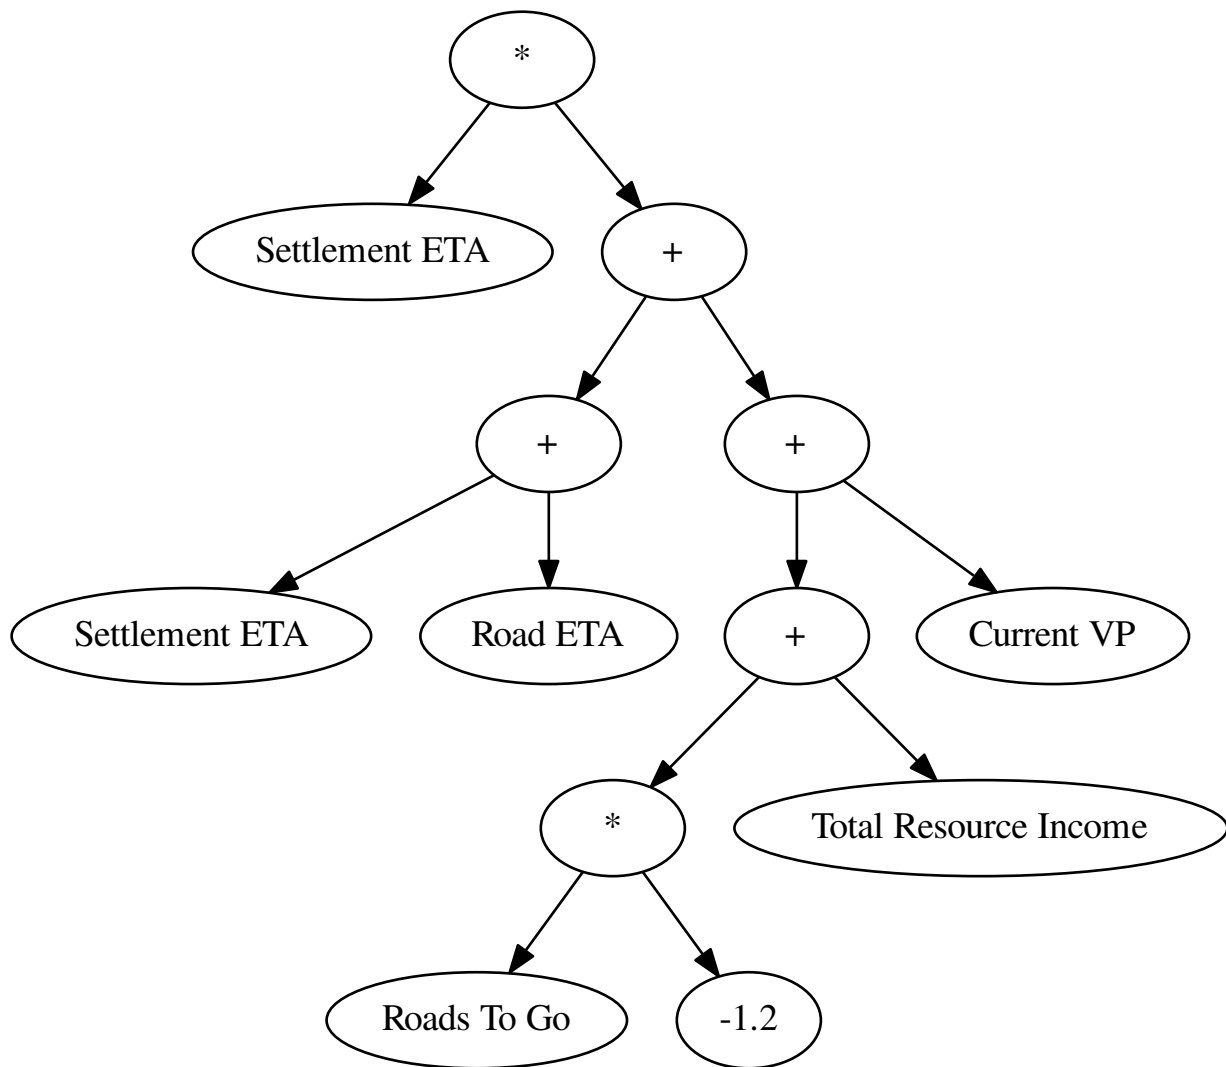 *
Settlement ETA
+
+
+
Settlement ETA
Road ETA
+
Current VP
*
Total Resource Income
Roads To Go
-1.2